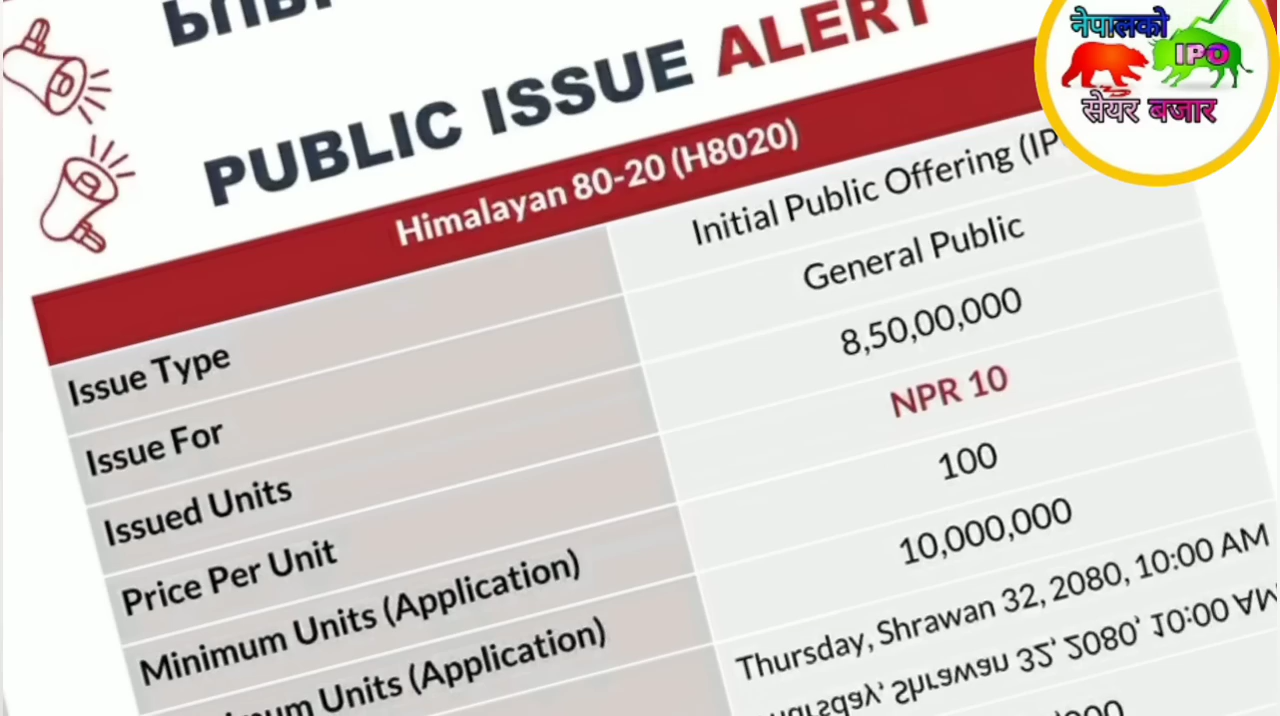 PUBLIC ISSUE ALERT
नेपालको
IPO
सेयर बजार
Himalayan 80-20 (H8020)
Issue Type Initial Public Offering (IP
Issue For General Public
Issued Units 8,50,00,000
Price Per Unit NPR 10
Minimum Units (Application) 100
mum Units (Application) 10,000,000
Thursday, Shrawan 32, 2080, 10:00 AM